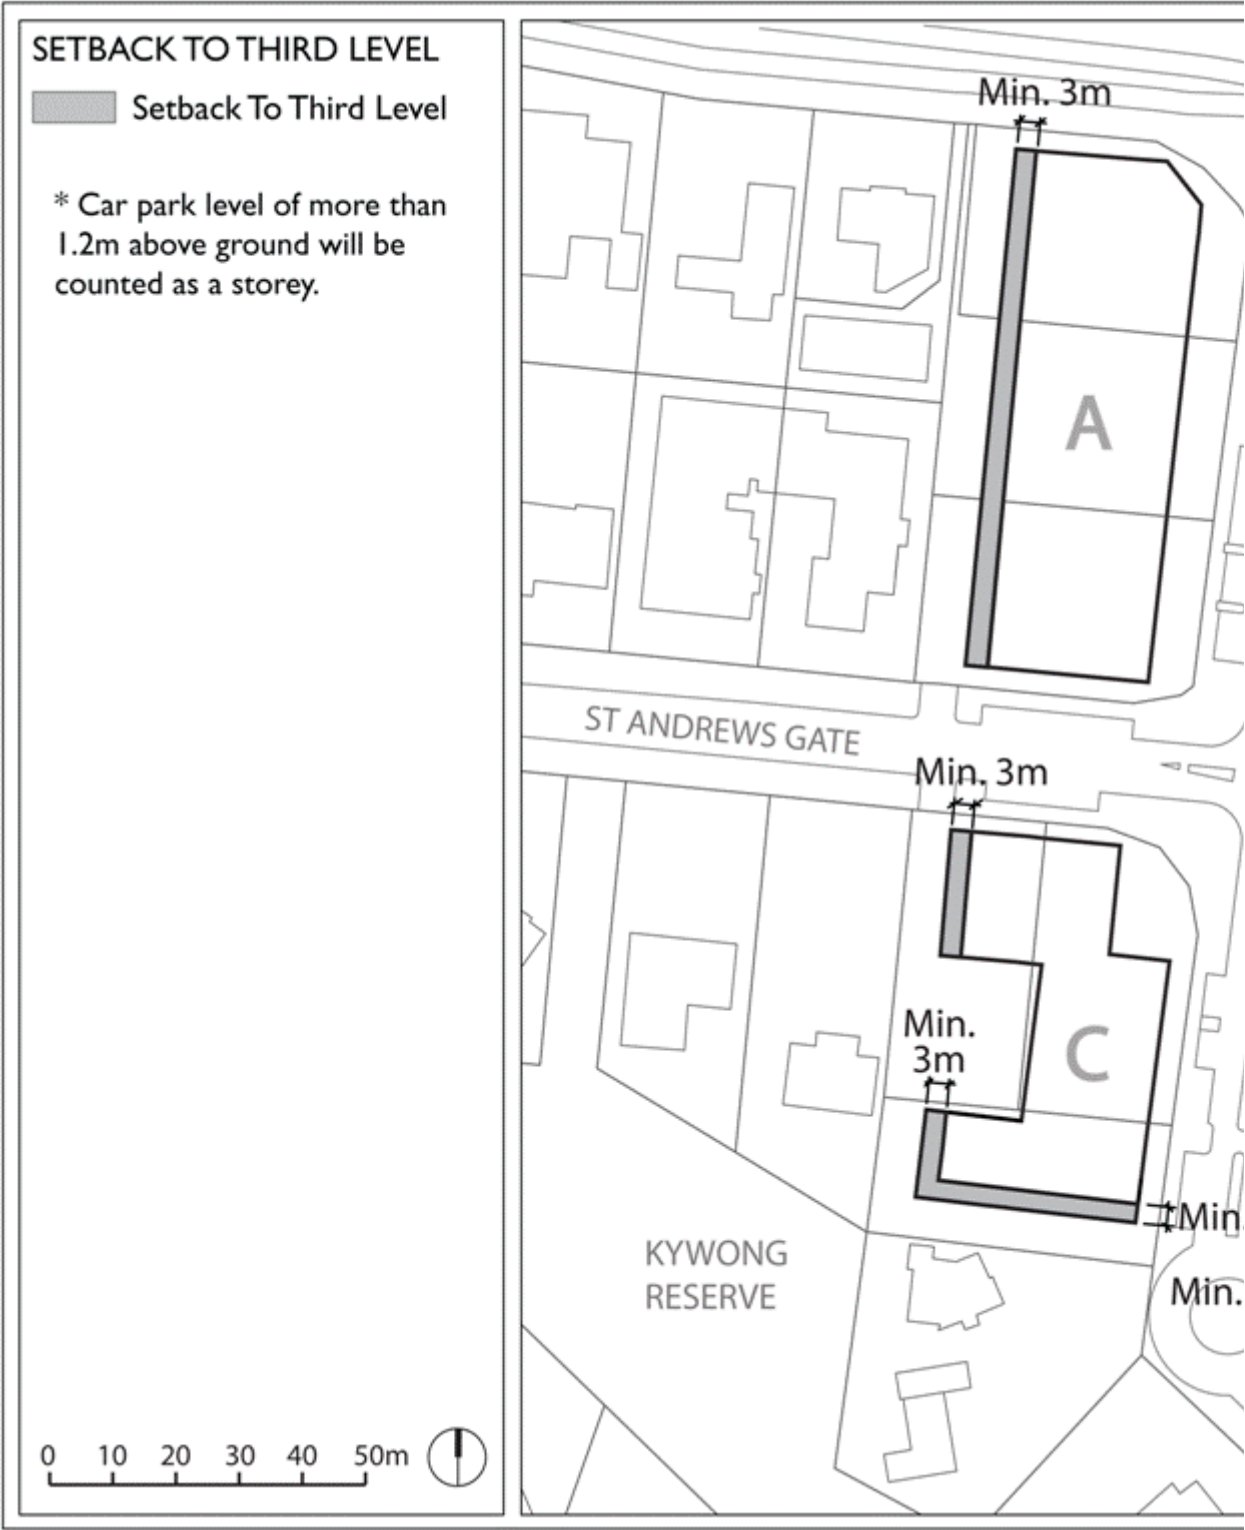 SETBACK TO THIRD LEVEL
Setback To Third Level
* Car park level of more than
1.2m above ground will be
counted as a storey.
0 10 20 30 40 50m
Min. 3m
A
ST ANDREWS GATE
Min. 3m
C
Min.
3m
Min.
KYWONG
RESERVE
Min.